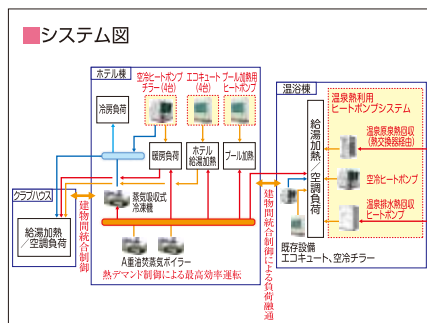 ■システム図
ホテル棟
空冷ヒートポンプ
チラー(4台)
エコキュート
(4台)
プール加熱用
ヒートポンプ
冷房負荷
暖房負荷
ホテル
給湯加熱
プール加熱
蒸気吸収式
冷凍機
A重油焚蒸気ボイラー
熱デマンド制御による最高効率運転
クラブハウス
給湯加熱
/空調負荷
建物間統合制御
建物間統合制御による負荷融通
温浴棟
給湯加熱/空調負荷
温泉熱利用
ヒートポンプシステム
温泉原泉熱回収
(熱交換器経由)
空冷ヒートポンプ
温泉排水熱回収
ヒートポンプ
既存設備
エコキュート、空冷チラー